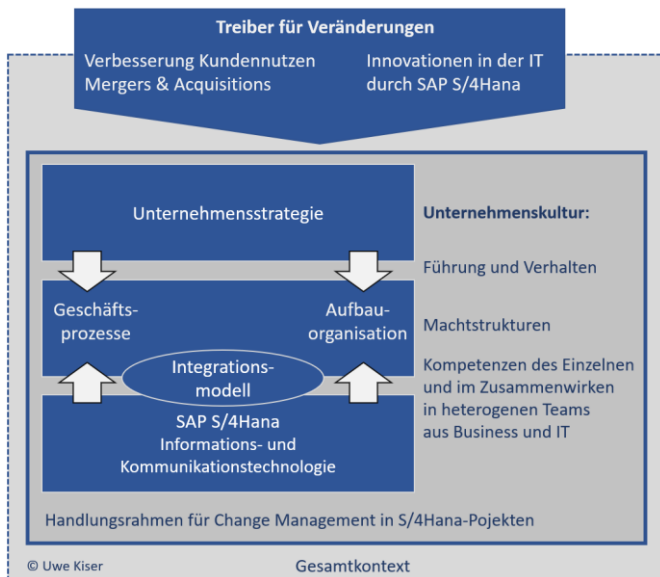 Treiber für Veränderungen
Verbesserung Kundennutzen
Mergers & Acquisitions
Innovationen in der IT
durch SAP S/4Hana
Unternehmensstrategie
Geschäfts-
prozesse
Aufbau-
organisation
Integrations-
modell
SAP S/4Hana
Informations- und
Kommunikationstechnologie
Unternehmenskultur:
Führung und Verhalten
Machtstrukturen
Kompetenzen des Einzelnen
und im Zusammenwirken
in heterogenen Teams
aus Business und IT
Handlungsrahmen für Change Management in S/4Hana-Pojekten
© Uwe Kiser
Gesamtkontext